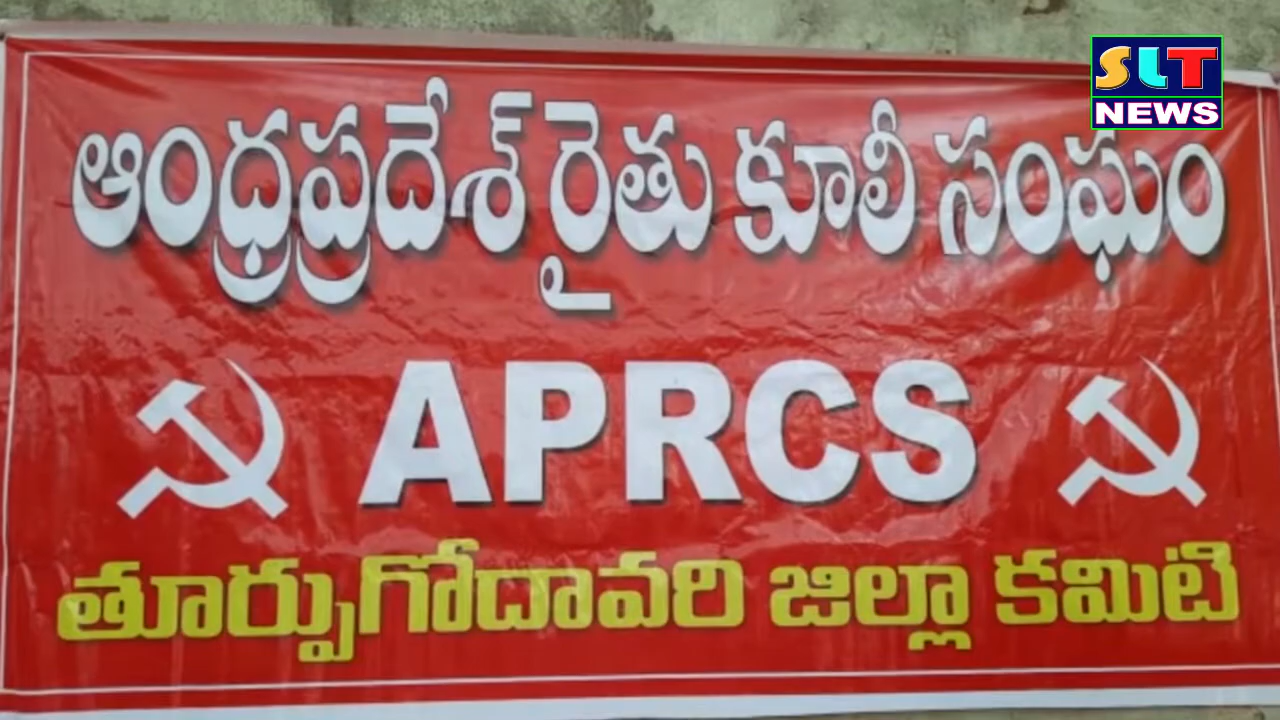 SLT
NEWS
ఆంధ్రప్రదేశ్ రైతు కూలీ సంఘం
APRCS
తూర్పుగోదావరి జిల్లా కమిటి